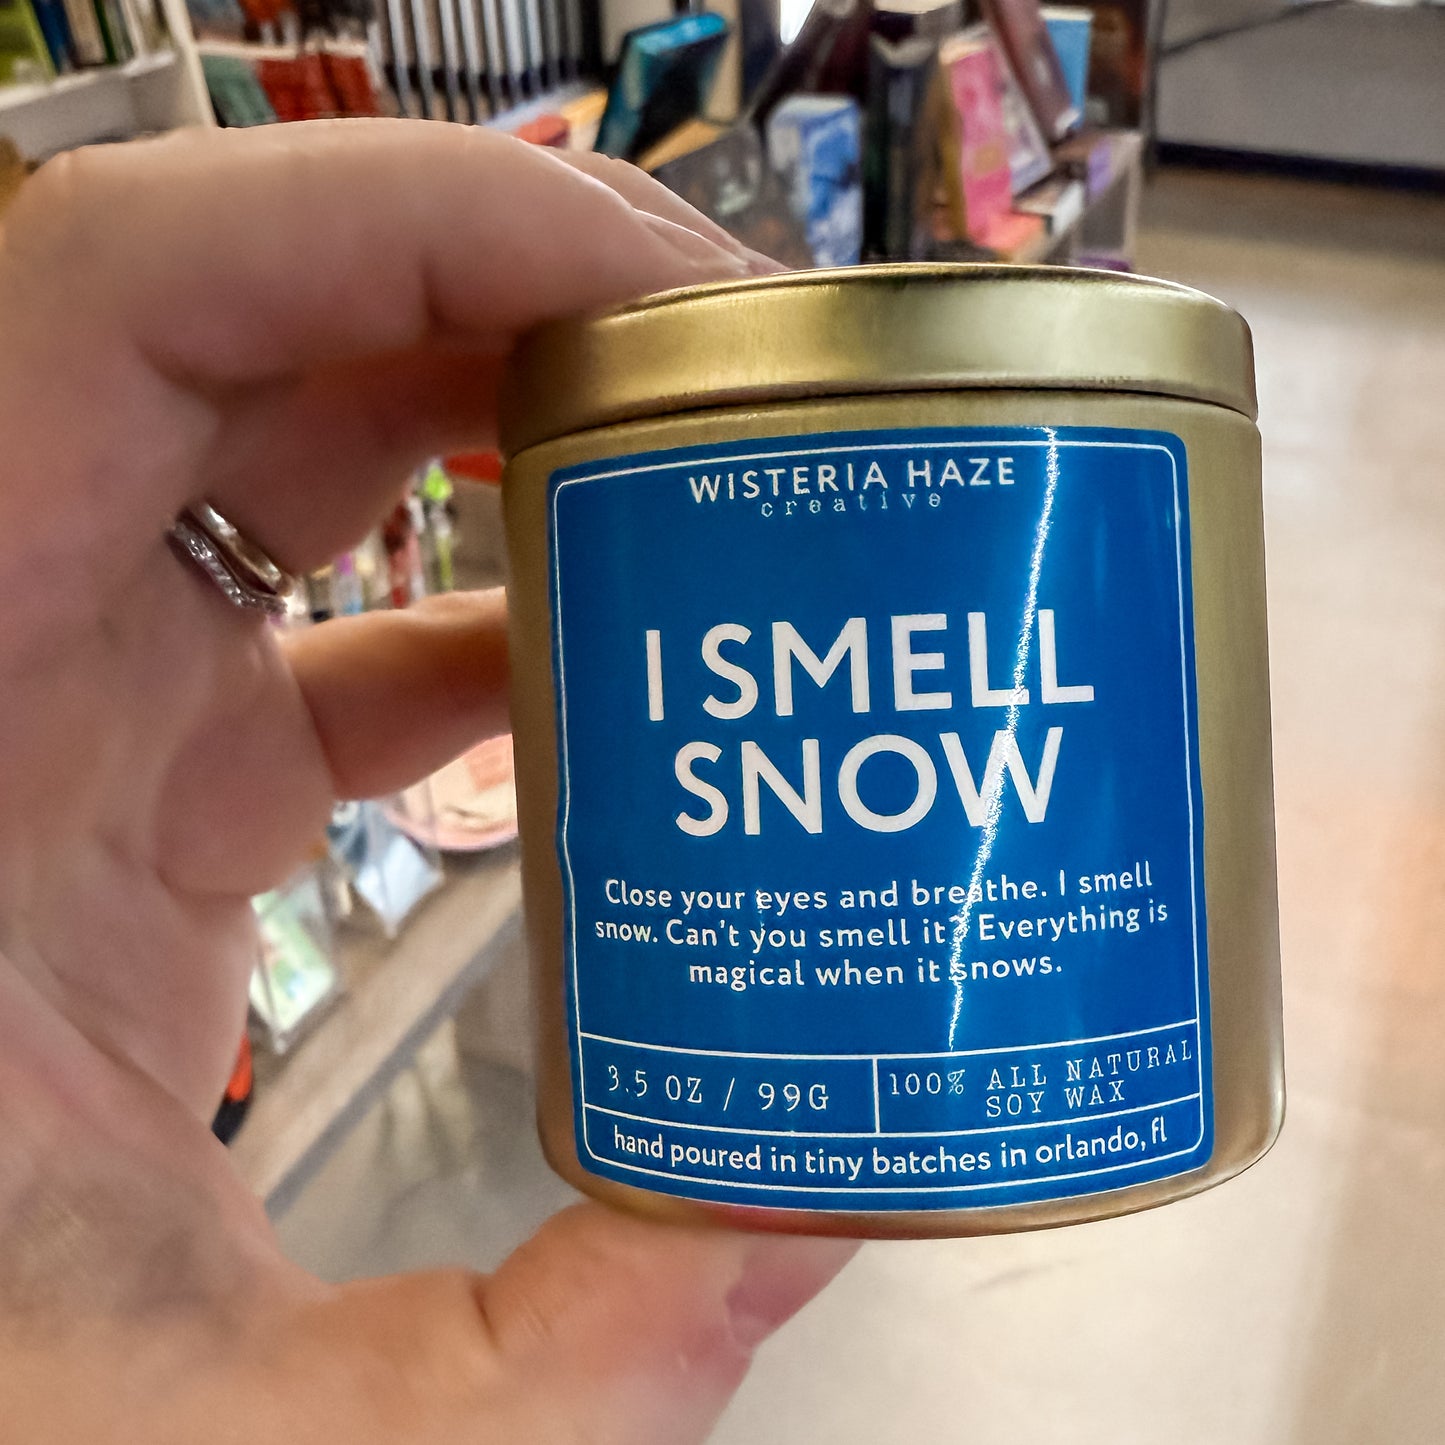 WISTERIA HAZE
creative
I SMELL
SNOW
Close your eyes and breathe. I smell
snow. Can't you smell it? Everything is
magical when it snows.
3.5 OZ / 99G
100% ALL NATURAL
SOY WAX
hand poured in tiny batches in orlando, fl